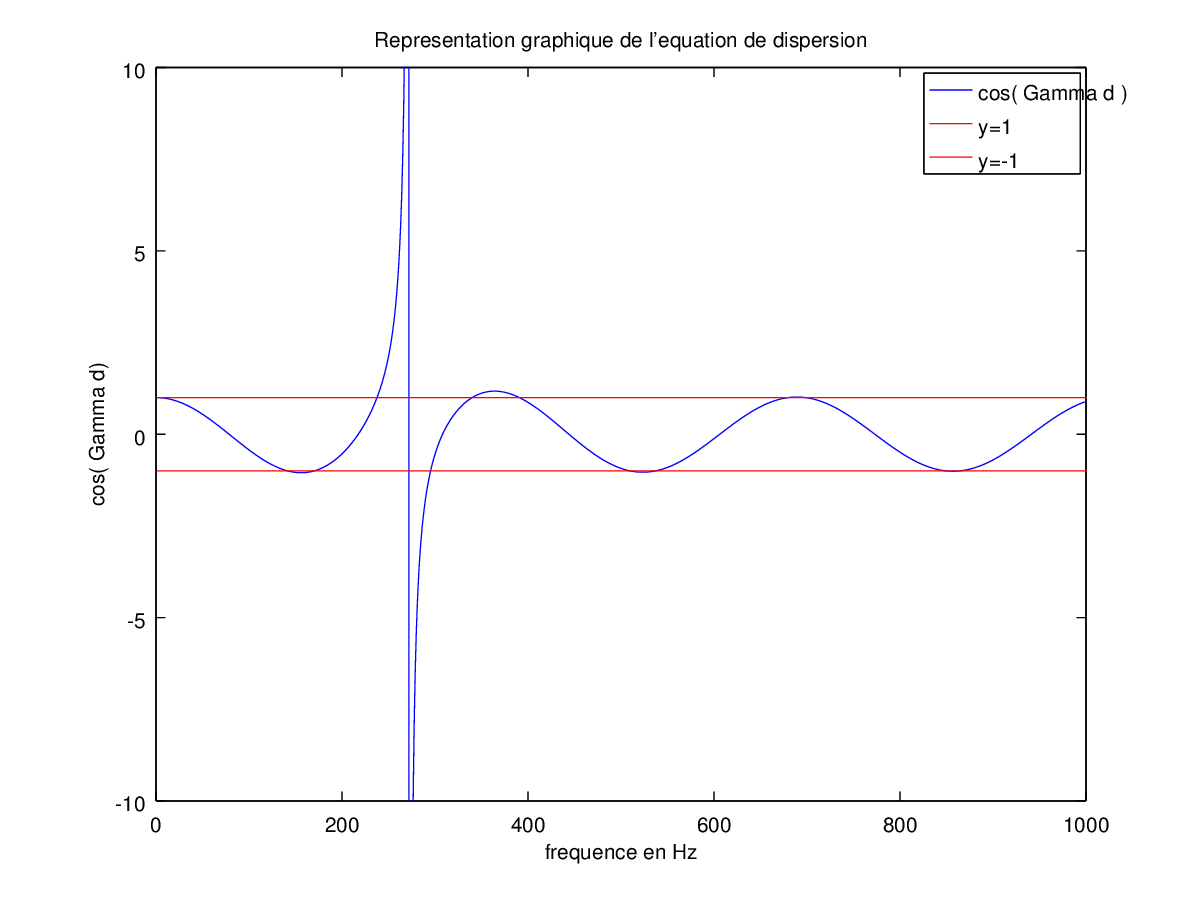 Representation graphique de l'equation de dispersion
cos( Gamma d )
y=1
y=-1
10
5
0
-5
-10
cos( Gamma d)
0 200 400 600 800 1000
frequence en Hz